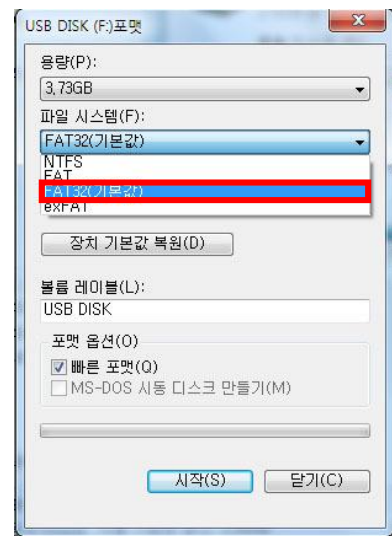 USB DISK (F:)포맷
용량(P):
3,73GB
파일 시스템(F):
FAT32(기본값)
NTFS
FAT
FAT32(기본값)
exFAT
장치 기본값 복원(D)
볼륨 레이블(L):
USB DISK
포맷 옵션(O)
빠른 포맷(Q)
MS-DOS 시동 디스크 만들기(M)
시작(S)
닫기(C)